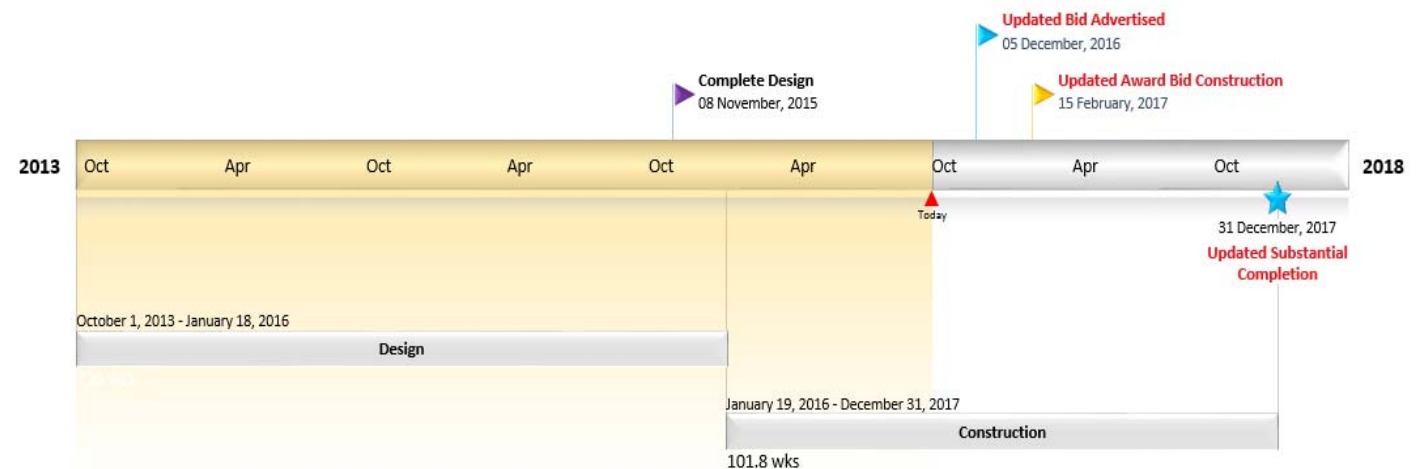 Updated Bid Advertised
05 December, 2016
Complete Design
08 November, 2015
Updated Award Bid Construction
15 February, 2017
2013 Oct Apr Oct Apr Oct Apr Oct Apr Oct 2018
Today
31 December, 2017
Updated Substantial
Completion
October 1, 2013 - January 18, 2016
Design
January 19, 2016 - December 31, 2017
Construction
101.8 wks